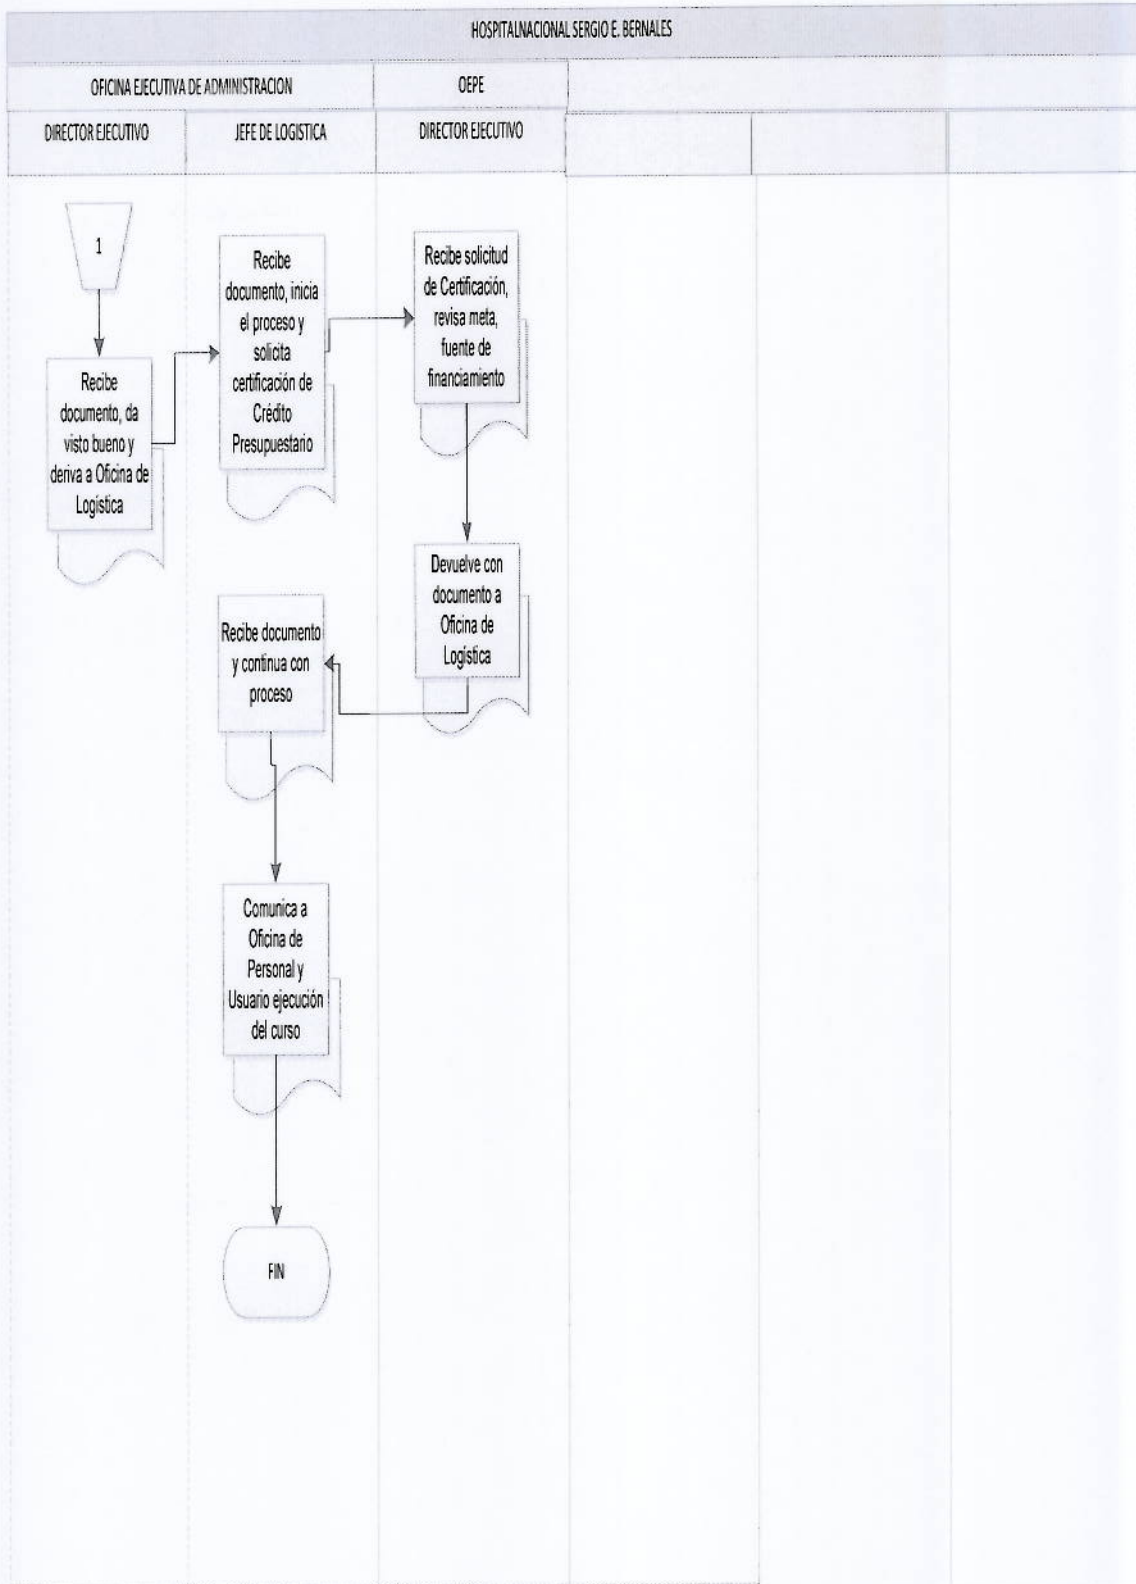 HOSPITALNACIONAL SERGIO E. BERNALES
OFICINA EJECUTIVA DE ADMINISTRACION
OEPE
DIRECTOR EJECUTIVO
JEFE DE LOGISTICA
DIRECTOR EJECUTIVO
1
Recibe
documento, da
visto bueno y
deriva a Oficina de
Logística
Recibe
documento, inicia
el proceso y
solicita
certificación de
Crédito
Presupuestario
Recibe solicitud
de Certificación,
revisa meta,
fuente de
financiamiento
Devuelve con
documento a
Oficina de
Logística
Recibe documento
y continua con
proceso
Comunica a
Oficina de
Personal y
Usuario ejecución
del curso
FIN